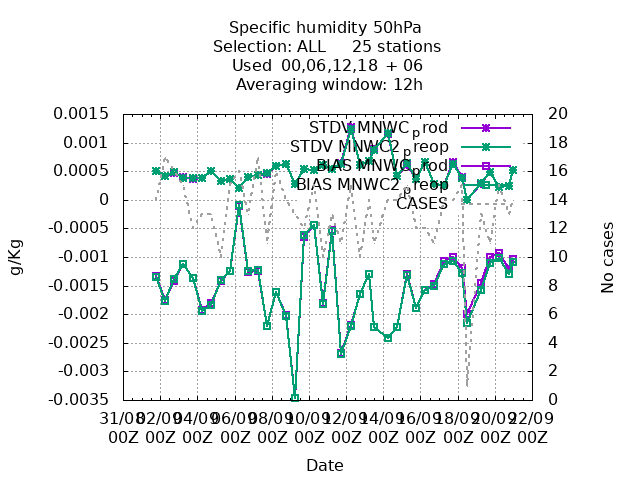 Specific humidity 50hPa
Selection: ALL 25 stations
Used 00,06,12,18 + 06
Averaging window: 12h
0.0015
0.001
0.0005
0
-0.0005
-0.001
-0.0015
-0.002
-0.0025
-0.003
-0.0035
g/Kg
STDV MNWC_prod
STDV MNWC2_preop
BIAS MNWC_prod
BIAS MNWC2_preop
CASES
20
18
16
14
12
10
8
6
4
2
0
No cases
31/08 02/09 04/09 06/09 08/09 10/09 12/09 14/09 16/09 18/09 20/09 22/09
00Z 00Z 00Z 00Z 00Z 00Z 00Z 00Z 00Z 00Z 00Z 00Z
Date